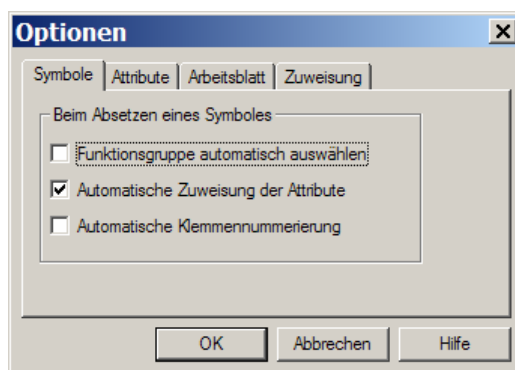 Optionen
Symbole Attribute Arbeitsblatt Zuweisung
Beim Absetzen eines Symboles
Funktionsgruppe automatisch auswählen
Automatische Zuweisung der Attribute
Automatische Klemmennummerierung
OK Abbrechen Hilfe